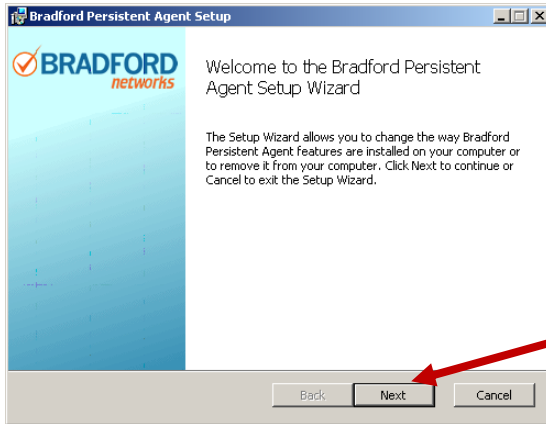 Bradford Persistent Agent Setup
BRADFORD
networks
Welcome to the Bradford Persistent
Agent Setup Wizard
The Setup Wizard allows you to change the way Bradford
Persistent Agent features are installed on your computer or
to remove it from your computer. Click Next to continue or
Cancel to exit the Setup Wizard.
Back Next Cancel